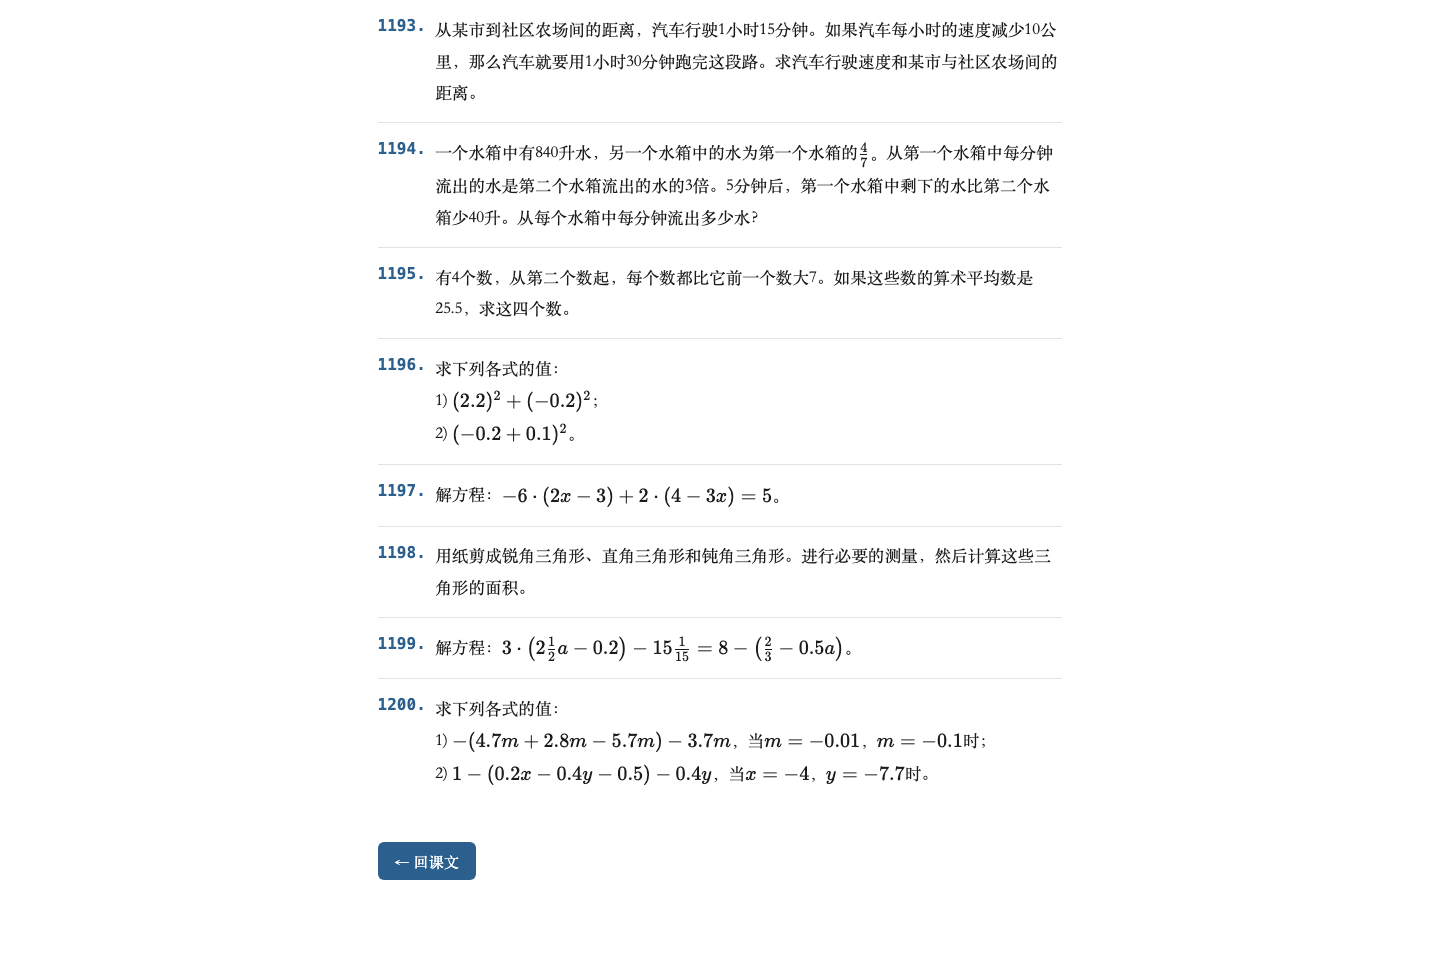 1193. 从某市到社区农场间的距离，汽车行驶1小时15分钟。如果汽车每小时的速度减少10公
里，那么汽车就要用1小时30分钟跑完这段路。求汽车行驶速度和某市与社区农场间的
距离。
1194. 一个水箱中有840升水，另一个水箱中的水为第一个水箱的4/7。从第一个水箱中每分钟
流出的水是第二个水箱流出的水的3倍。5分钟后，第一个水箱中剩下的水比第二个水
箱少40升。从每个水箱中每分钟流出多少水？
1195. 有4个数，从第二个数起，每个数都比它前一个数大7。如果这些数的算术平均数是
25.5，求这四个数。
1196. 求下列各式的值：
1) (2.2)² + (−0.2)²；
2) (−0.2 + 0.1)²。
1197. 解方程：−6 · (2x − 3) + 2 · (4 − 3x) = 5。
1198. 用纸剪成锐角三角形、直角三角形和钝角三角形。进行必要的测量，然后计算这些三
角形的面积。
1199. 解方程：3 · (2 1/2 a − 0.2) − 15 1/15 = 8 − (2/3 − 0.5a)。
1200. 求下列各式的值：
1) −(4.7m + 2.8m − 5.7m) − 3.7m，当m = −0.01，m = −0.1时；
2) 1 − (0.2x − 0.4y − 0.5) − 0.4y，当x = −4，y = −7.7时。
← 回课文